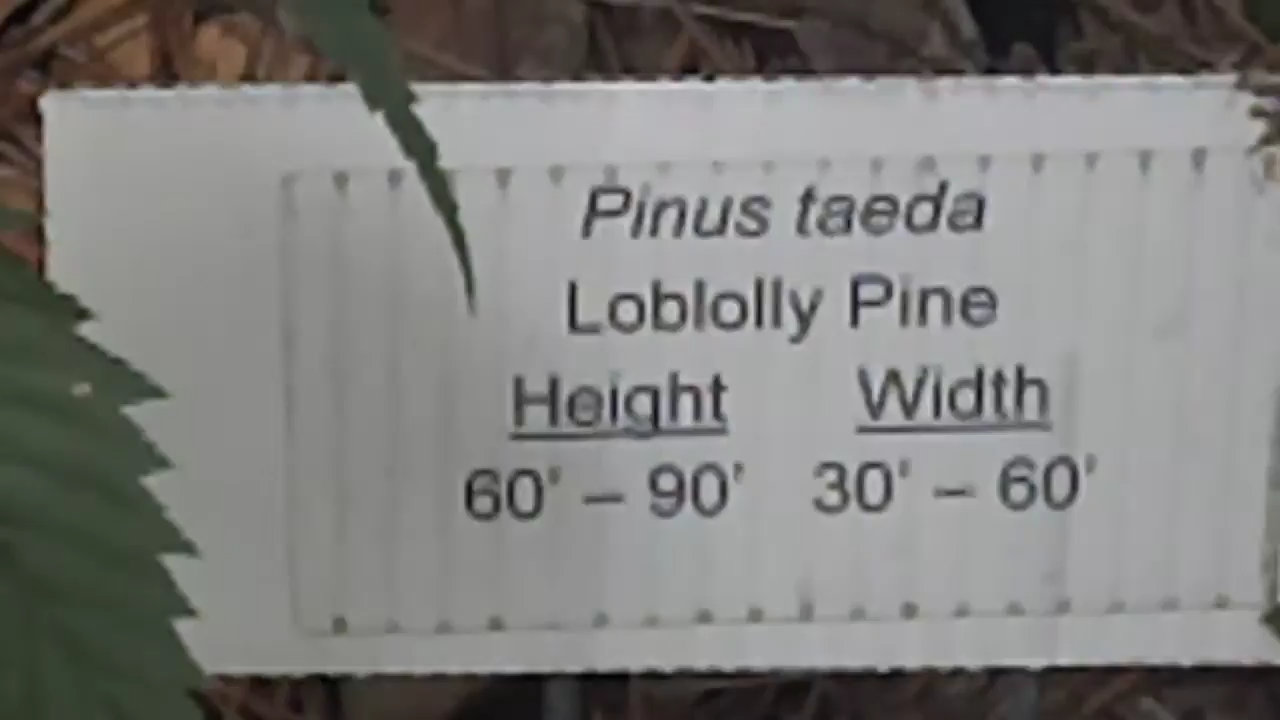 Pinus taeda
Loblolly Pine
Height Width
60' – 90' 30' – 60'